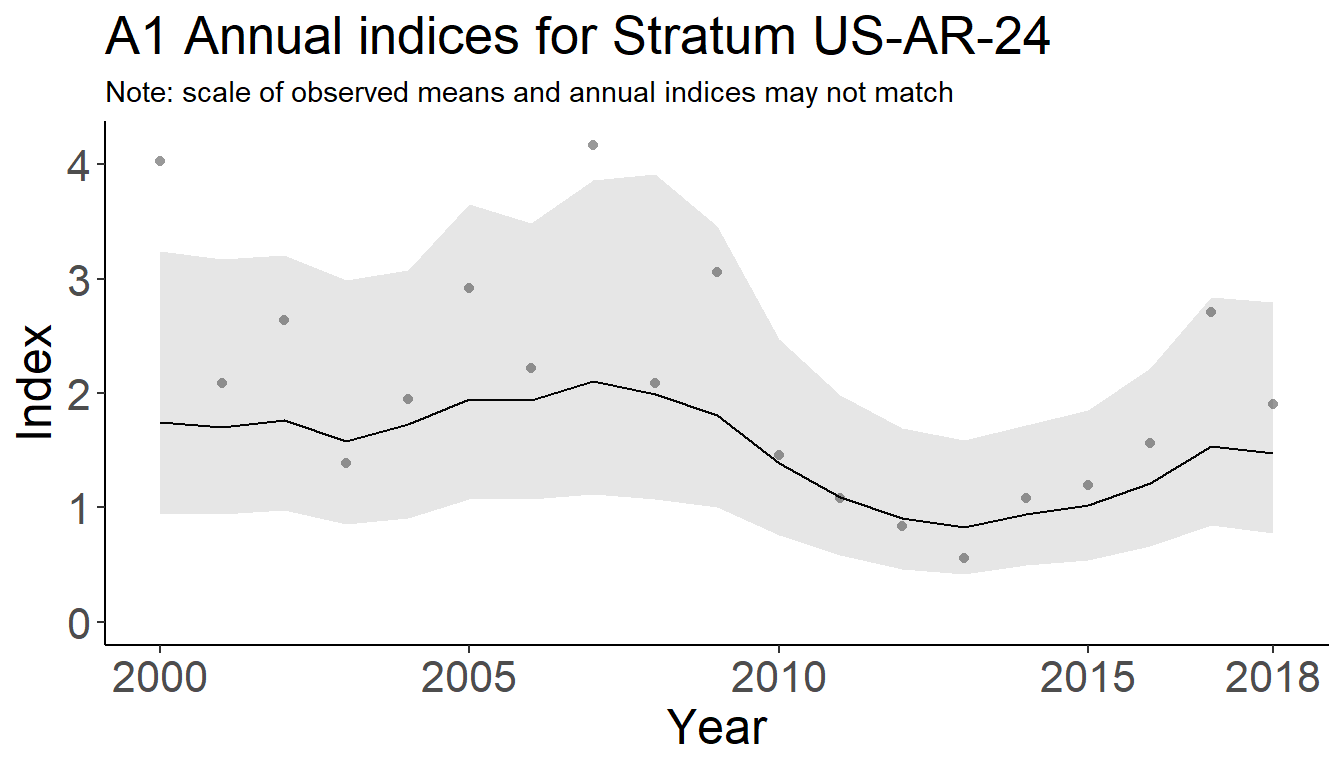 A1 Annual indices for Stratum US-AR-24
Note: scale of observed means and annual indices may not match
4
3
2
1
0
Index
2000 2005 2010 2015 2018
Year